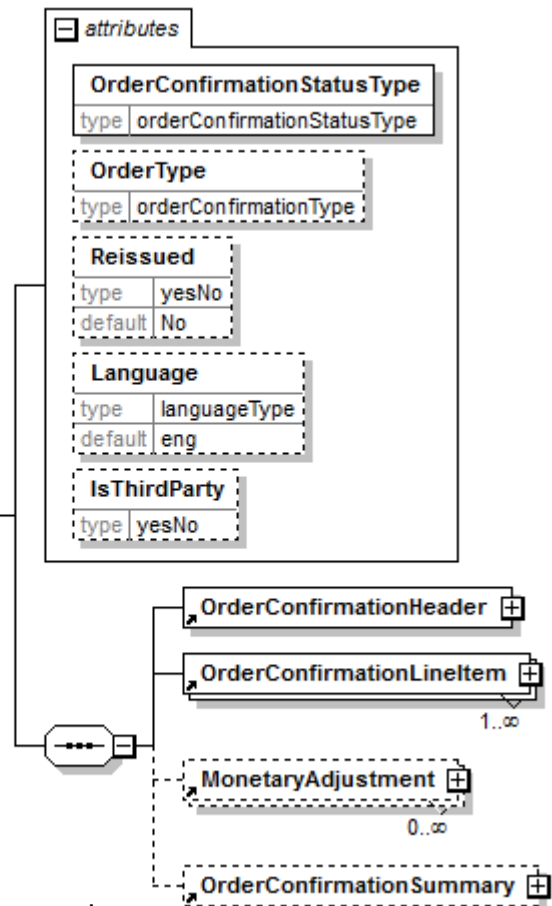 attributes
OrderConfirmationStatusType
type orderConfirmationStatusType
OrderType
type orderConfirmationType
Reissued
type yesNo
default No
Language
type languageType
default eng
IsThirdParty
type yesNo
OrderConfirmationHeader
OrderConfirmationLineItem
1..∞
MonetaryAdjustment
0..∞
OrderConfirmationSummary